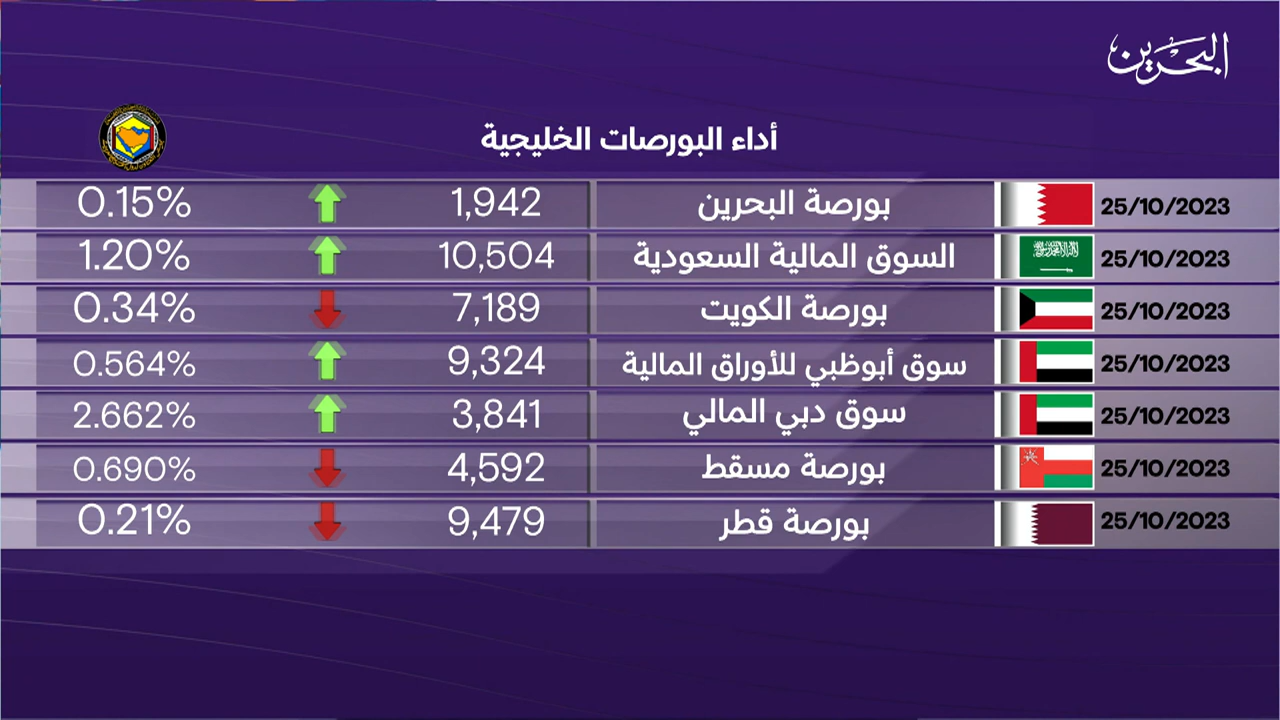 البحرين
أداء البورصات الخليجية
25/10/2023 بورصة البحرين 1,942 0.15%
25/10/2023 السوق المالية السعودية 10,504 1.20%
25/10/2023 بورصة الكويت 7,189 0.34%
25/10/2023 سوق أبوظبي للأوراق المالية 9,324 0.564%
25/10/2023 سوق دبي المالي 3,841 2.662%
25/10/2023 بورصة مسقط 4,592 0.690%
25/10/2023 بورصة قطر 9,479 0.21%